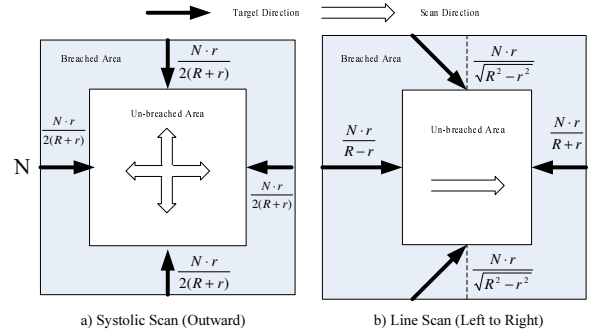 Target Direction
Scan Direction
Breached Area
N · r / 2(R + r)
Un-breached Area
N · r / 2(R + r)
N
N · r / 2(R + r)
N · r / 2(R + r)
a) Systolic Scan (Outward)
Breached Area
N · r / √(R² − r²)
Un-breached Area
N · r / R − r
N · r / R + r
N · r / √(R² − r²)
b) Line Scan (Left to Right)